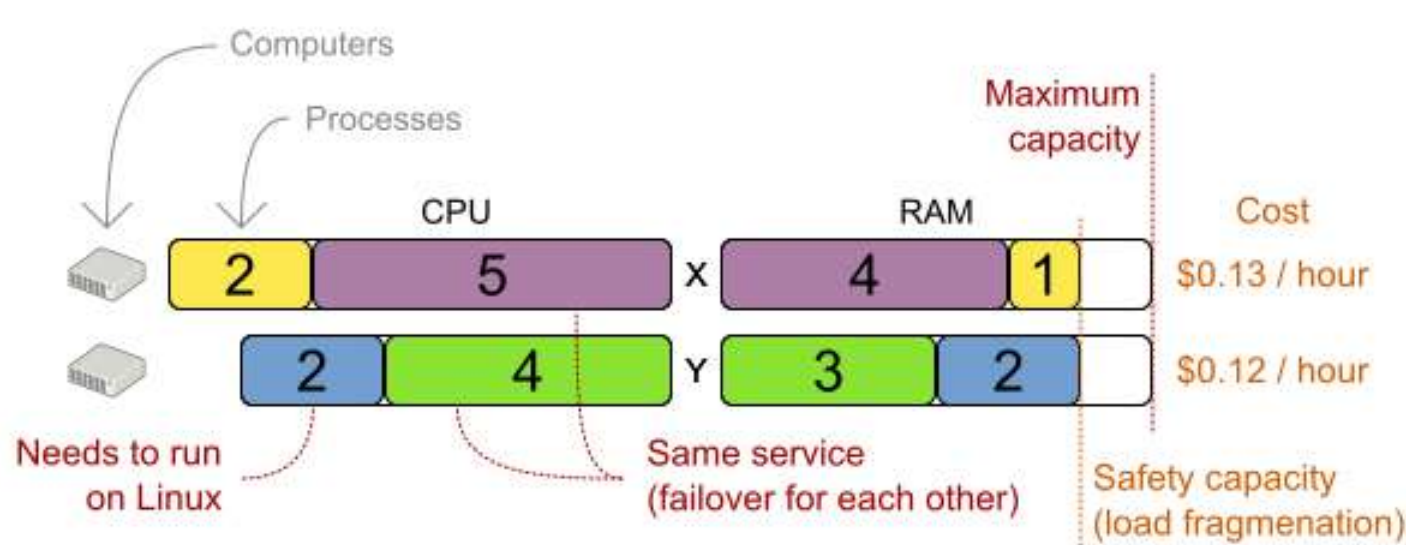 Computers
Processes
Maximum
capacity
CPU
RAM
Cost
2 5 X 4 1 $0.13 / hour
2 4 Y 3 2 $0.12 / hour
Needs to run
on Linux
Same service
(failover for each other)
Safety capacity
(load fragmenation)